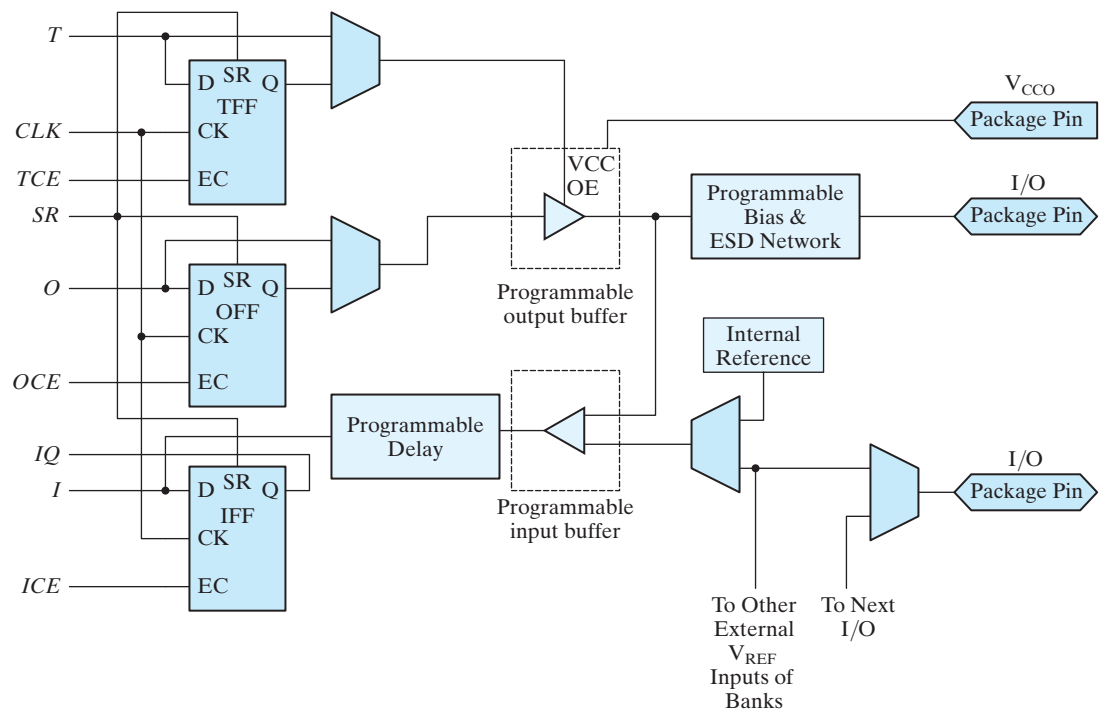 T
D SR Q
TFF
CLK
CK
TCE
EC
SR
O
D SR Q
OFF
CK
OCE
EC
IQ
I
D SR Q
IFF
CK
ICE
EC
VCC
OE
Programmable
output buffer
Programmable
Delay
Programmable
input buffer
V_CCO
Package Pin
Programmable
Bias &
ESD Network
I/O
Package Pin
Internal
Reference
I/O
Package Pin
To Other
External
V_REF
Inputs of
Banks
To Next
I/O